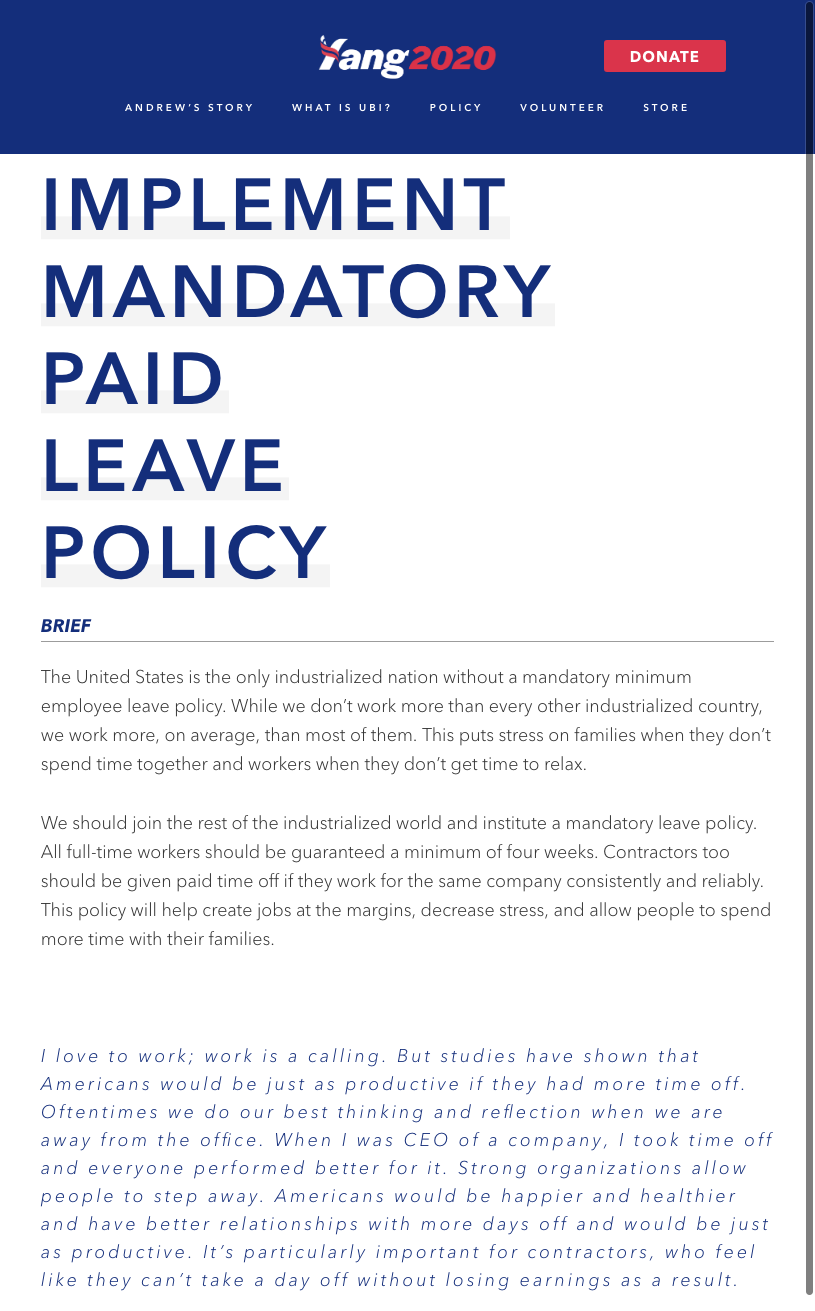 Yang2020
DONATE
ANDREW’S STORY WHAT IS UBI? POLICY VOLUNTEER STORE
IMPLEMENT
MANDATORY
PAID
LEAVE
POLICY
BRIEF
The United States is the only industrialized nation without a mandatory minimum
employee leave policy. While we don’t work more than every other industrialized country,
we work more, on average, than most of them. This puts stress on families when they don’t
spend time together and workers when they don’t get time to relax.
We should join the rest of the industrialized world and institute a mandatory leave policy.
All full-time workers should be guaranteed a minimum of four weeks. Contractors too
should be given paid time off if they work for the same company consistently and reliably.
This policy will help create jobs at the margins, decrease stress, and allow people to spend
more time with their families.
I love to work; work is a calling. But studies have shown that
Americans would be just as productive if they had more time off.
Oftentimes we do our best thinking and reflection when we are
away from the office. When I was CEO of a company, I took time off
and everyone performed better for it. Strong organizations allow
people to step away. Americans would be happier and healthier
and have better relationships with more days off and would be just
as productive. It’s particularly important for contractors, who feel
like they can’t take a day off without losing earnings as a result.